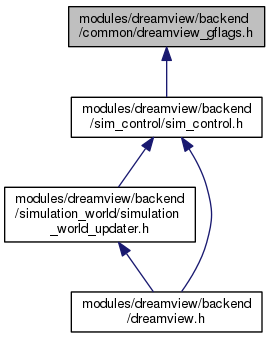 modules/dreamview/backend
/common/dreamview_gflags.h
modules/dreamview/backend
/sim_control/sim_control.h
modules/dreamview/backend
/simulation_world/simulation
_world_updater.h
modules/dreamview/backend
/dreamview.h